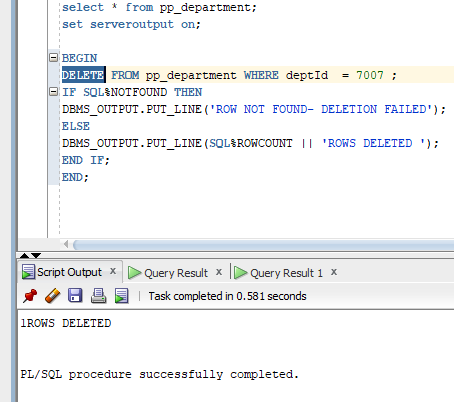 select * from pp_department;
set serveroutput on;
BEGIN
DELETE FROM pp_department WHERE deptId  = 7007 ;
IF SQL%NOTFOUND THEN
DBMS_OUTPUT.PUT_LINE('ROW NOT FOUND- DELETION FAILED');
ELSE
DBMS_OUTPUT.PUT_LINE(SQL%ROWCOUNT || 'ROWS DELETED ');
END IF;
END;
Script Output x Query Result x Query Result 1 x
Task completed in 0.581 seconds
1ROWS DELETED
PL/SQL procedure successfully completed.